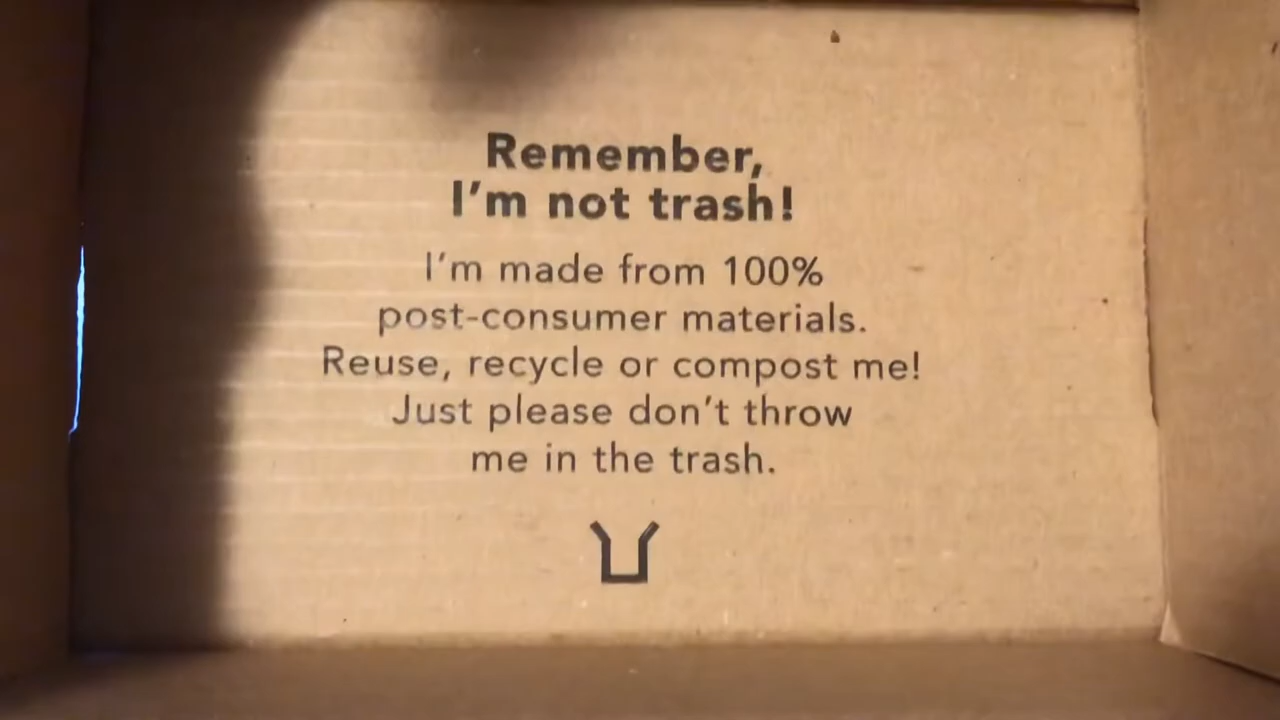 Remember,
I'm not trash!
I'm made from 100%
post-consumer materials.
Reuse, recycle or compost me!
Just please don't throw
me in the trash.